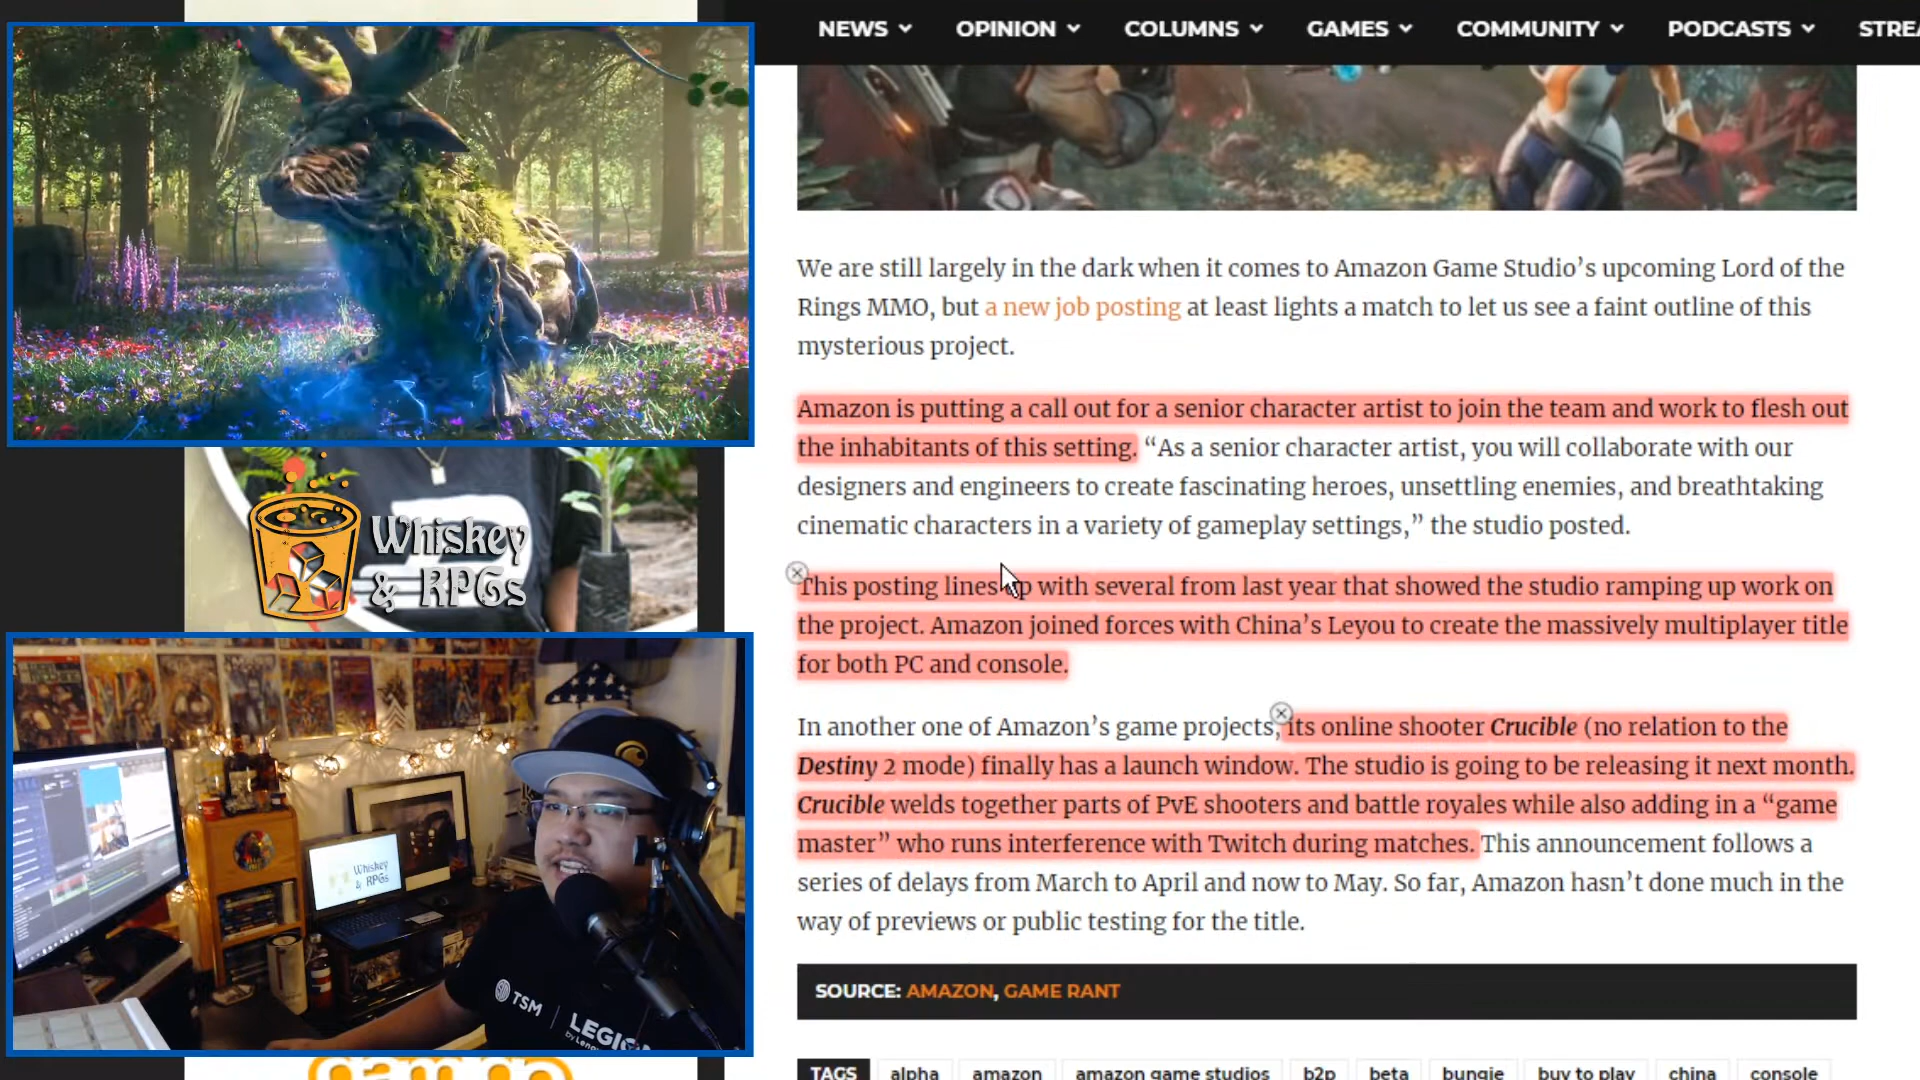 NEWS OPINION COLUMNS GAMES COMMUNITY PODCASTS STREA
We are still largely in the dark when it comes to Amazon Game Studio’s upcoming Lord of the
Rings MMO, but a new job posting at least lights a match to let us see a faint outline of this
mysterious project.
Amazon is putting a call out for a senior character artist to join the team and work to flesh out
the inhabitants of this setting. “As a senior character artist, you will collaborate with our
designers and engineers to create fascinating heroes, unsettling enemies, and breathtaking
cinematic characters in a variety of gameplay settings,” the studio posted.
This posting lines up with several from last year that showed the studio ramping up work on
the project. Amazon joined forces with China’s Leyou to create the massively multiplayer title
for both PC and console.
In another one of Amazon’s game projects, its online shooter Crucible (no relation to the
Destiny 2 mode) finally has a launch window. The studio is going to be releasing it next month.
Crucible welds together parts of PvE shooters and battle royales while also adding in a “game
master” who runs interference with Twitch during matches. This announcement follows a
series of delays from March to April and now to May. So far, Amazon hasn’t done much in the
way of previews or public testing for the title.
SOURCE: AMAZON, GAME RANT
TAGS alpha amazon amazon game studios b2p beta bungie buy to play china console
Whiskey
& RPGs
Whiskey
& RPGs
TSM
LEGIO